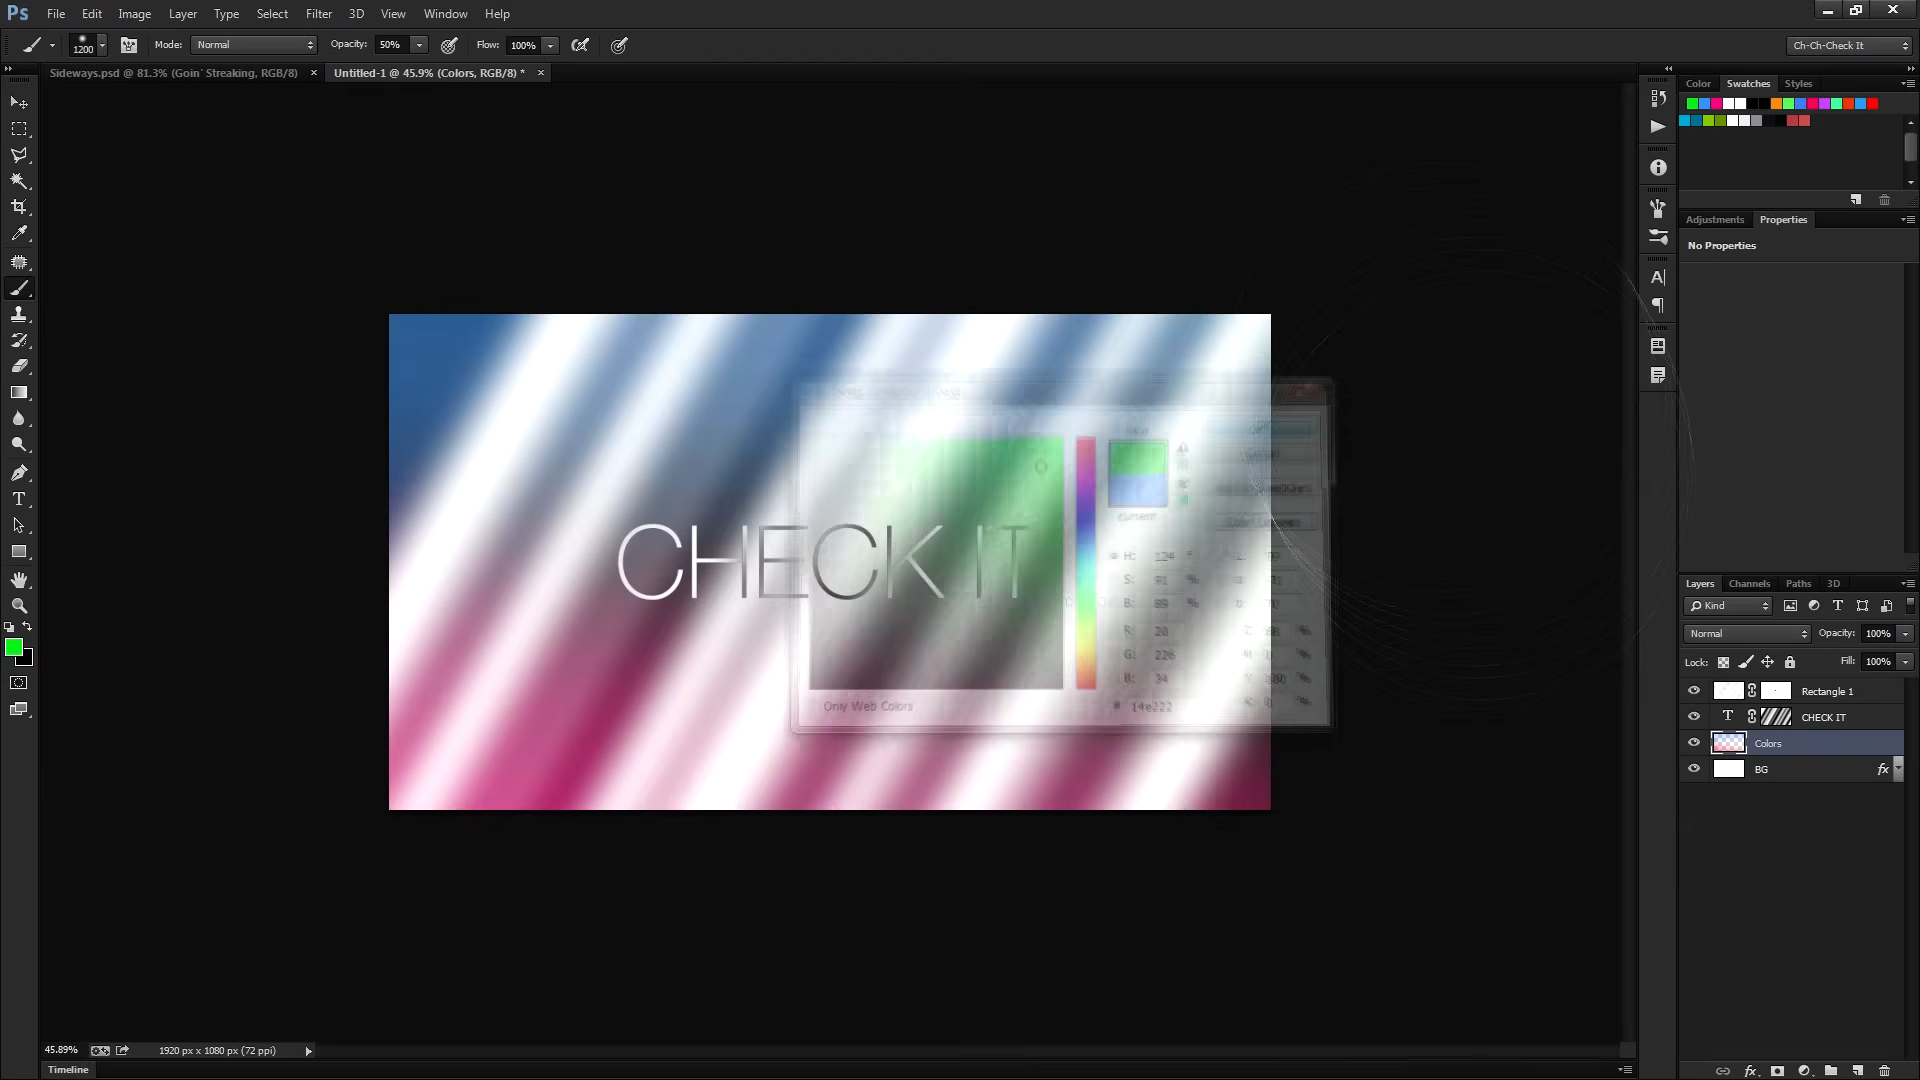 Ps File Edit Image Layer Type Select Filter 3D View Window Help
1200 Mode: Normal Opacity: 50% Flow: 100% Ch-Ch-Check It
Sideways.psd @ 81.3% (Goin' Streaking, RGB/8) × Untitled-1 @ 45.9% (Colors, RGB/8) * ×
Color Swatches Styles
Adjustments Properties
No Properties
CHECK IT
current
H: 124 °
S: 91 %
B: 89 %
R: 20
G: 226
B: 34
Only Web Colors
# 14e222
Layers Channels Paths 3D
Kind
Normal Opacity: 100%
Lock: Fill: 100%
Rectangle 1
T CHECK IT
Colors
BG fx
45.89% 1920 px x 1080 px (72 ppi)
Timeline
fx